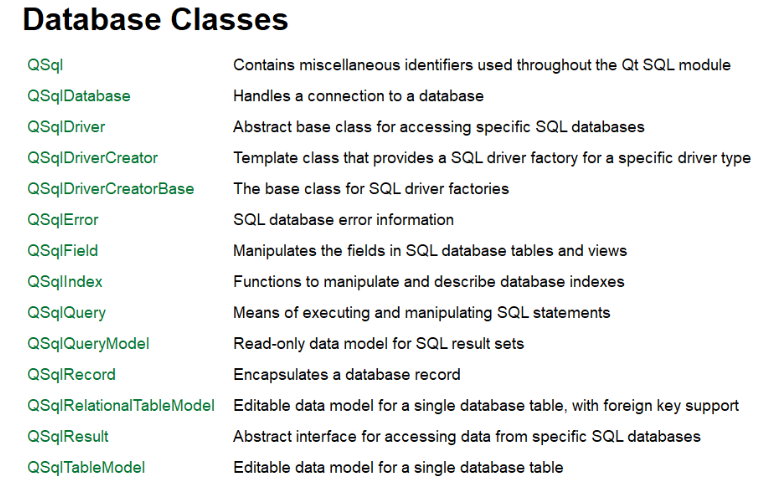 Database Classes
QSql Contains miscellaneous identifiers used throughout the Qt SQL module
QSqlDatabase Handles a connection to a database
QSqlDriver Abstract base class for accessing specific SQL databases
QSqlDriverCreator Template class that provides a SQL driver factory for a specific driver type
QSqlDriverCreatorBase The base class for SQL driver factories
QSqlError SQL database error information
QSqlField Manipulates the fields in SQL database tables and views
QSqlIndex Functions to manipulate and describe database indexes
QSqlQuery Means of executing and manipulating SQL statements
QSqlQueryModel Read-only data model for SQL result sets
QSqlRecord Encapsulates a database record
QSqlRelationalTableModel Editable data model for a single database table, with foreign key support
QSqlResult Abstract interface for accessing data from specific SQL databases
QSqlTableModel Editable data model for a single database table